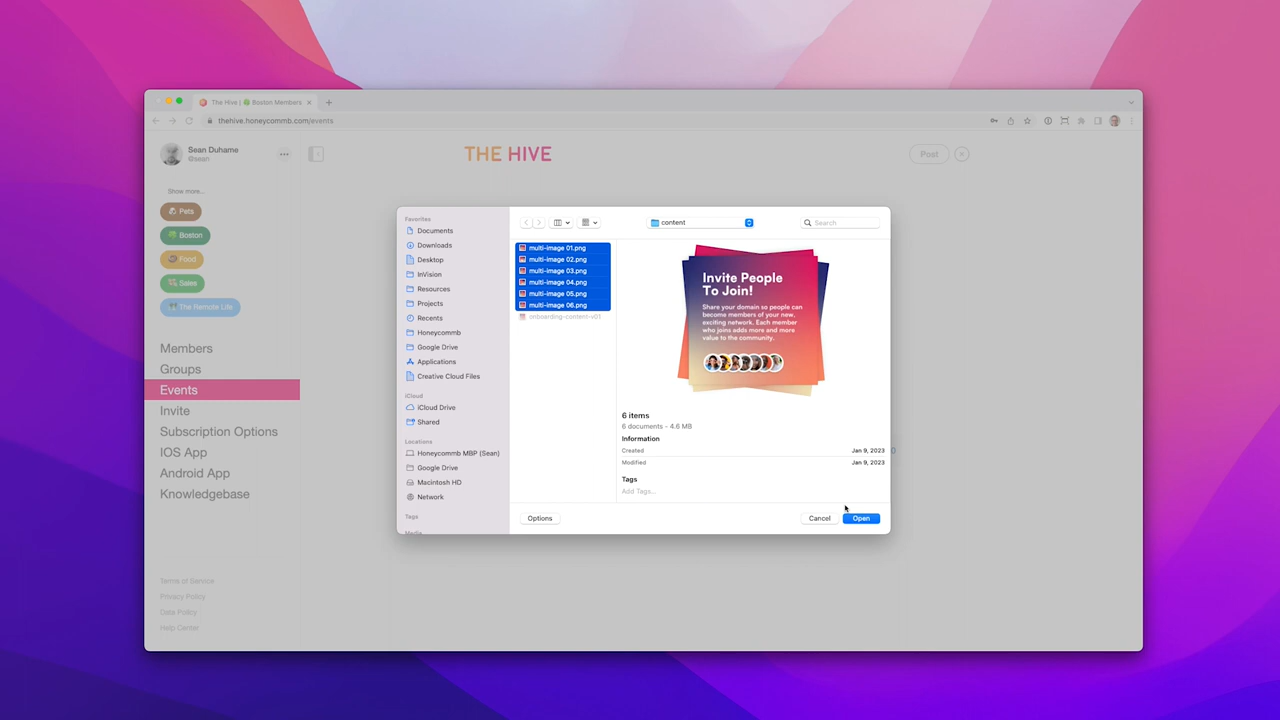 The Hive | Boston Members
thehive.honeycommb.com/events
Sean Duhame
@sean
THE HIVE
Post
Show more...
Pets
Boston
Food
Sales
The Remote Life
Members
Groups
Events
Invite
Subscription Options
IOS App
Android App
Knowledgebase
Terms of Service
Privacy Policy
Data Policy
Help Center
Favorites
Documents
Downloads
Desktop
InVision
Resources
Projects
Recents
Honeycommb
Google Drive
Applications
Creative Cloud Files
iCloud
iCloud Drive
Shared
Locations
Honeycommb MBP (Sean)
Google Drive
Macintosh HD
Network
Tags
Media
content
Search
multi-image 01.png
multi-image 02.png
multi-image 03.png
multi-image 04.png
multi-image 05.png
multi-image 06.png
onboarding-content-v01
Invite People
To Join!
Share your domain so people can
become members of your new,
exciting network. Each member
who joins adds more and more
value to the community.
6 items
6 documents - 4.6 MB
Information
Created Jan 9, 2023
Modified Jan 9, 2023
Tags
Add Tags...
Options
Cancel
Open